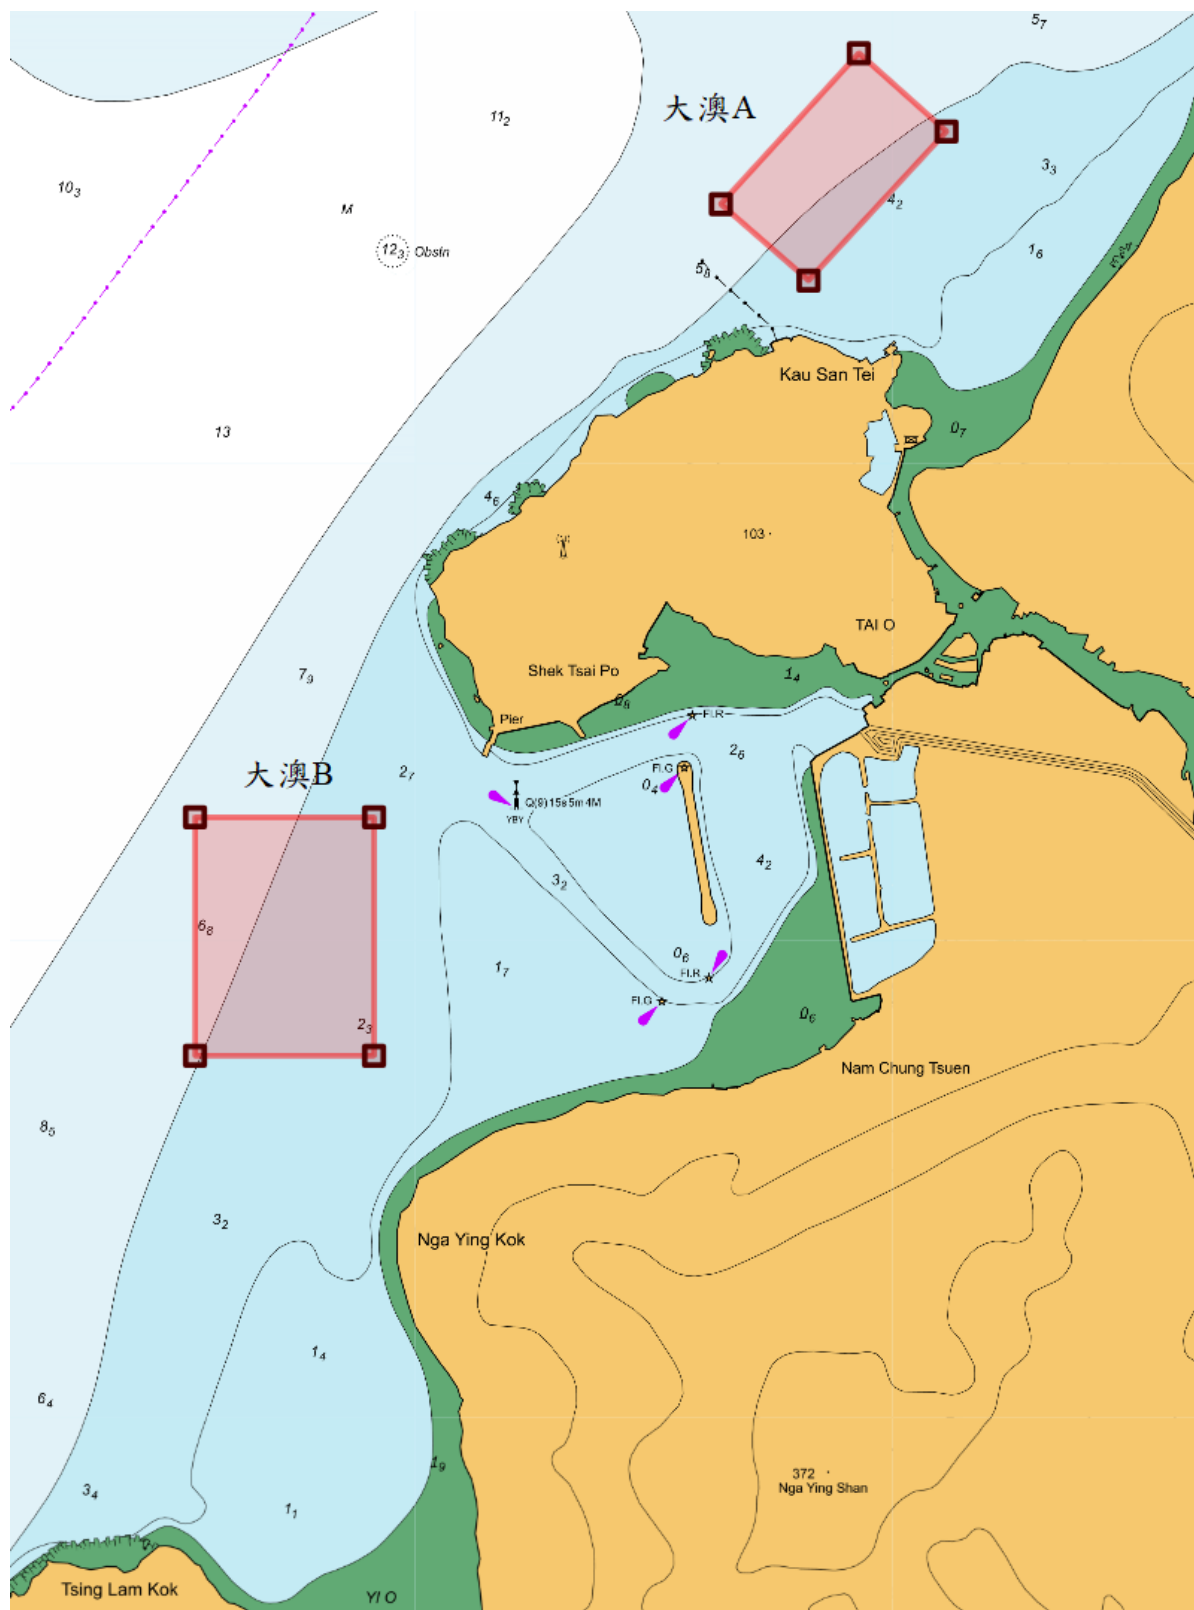 5₇
大澳A
11₂
3₃
10₃
4₂
M
12₃ Obstn
1₆
5₈
Kau San Tei
13
0₇
4₆
103
TAI O
Shek Tsai Po
1₄
7₉
0₈
Pier
Fl.R
2₆
大澳B
2₇
Fl.G
0₄
Q(9)15s5m4M
YBY
4₂
3₂
6₈
0₆
1₇
Fl.R
Fl.G
0₆
2₃
Nam Chung Tsuen
8₅
3₂
Nga Ying Kok
1₄
6₄
1₉
372
Nga Ying Shan
3₄
1₁
Tsing Lam Kok
YI O